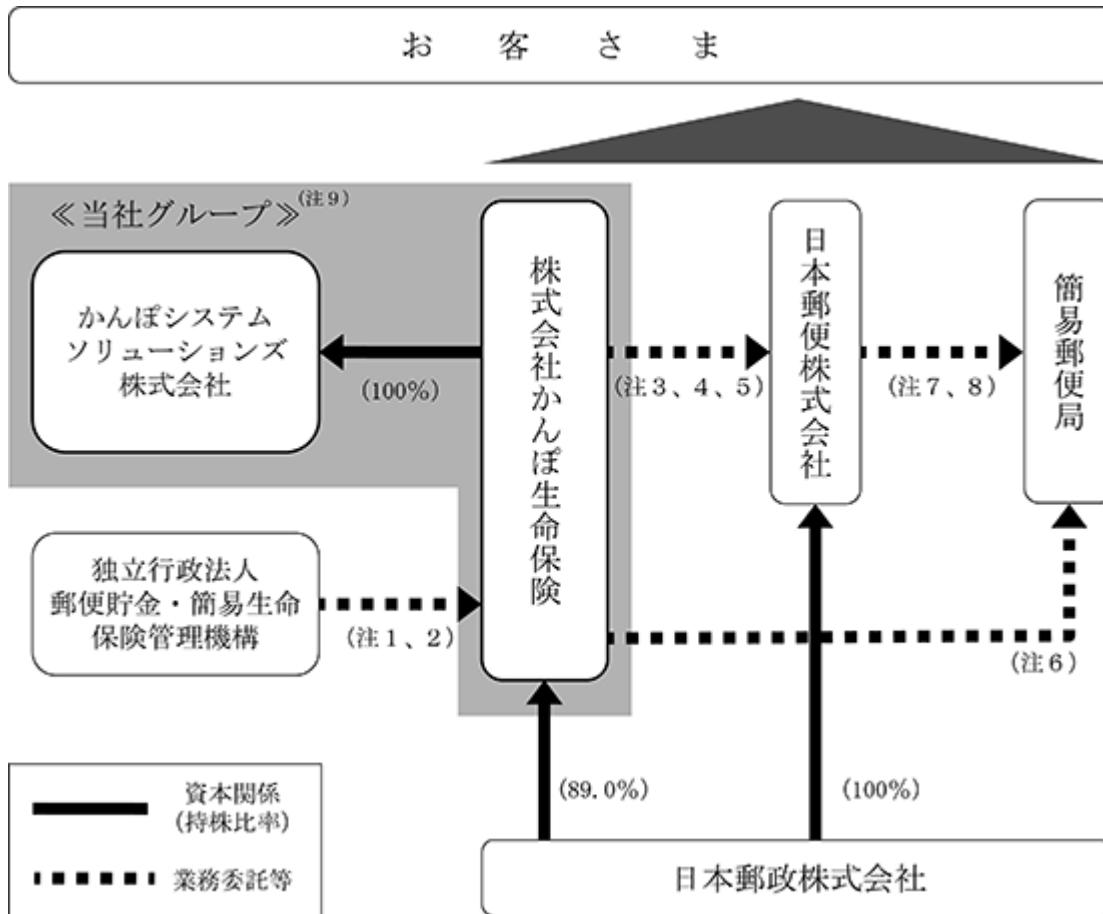 お客さま
≪当社グループ≫(注9)
かんぽシステム
ソリューションズ
株式会社
(100%)
株式会社かんぽ生命保険
(注3、4、5)
日本郵便株式会社
(注7、8)
簡易郵便局
独立行政法人
郵便貯金・簡易生命
保険管理機構
(注1、2)
(注6)
(89.0%)
(100%)
資本関係
(持株比率)
業務委託等
日本郵政株式会社